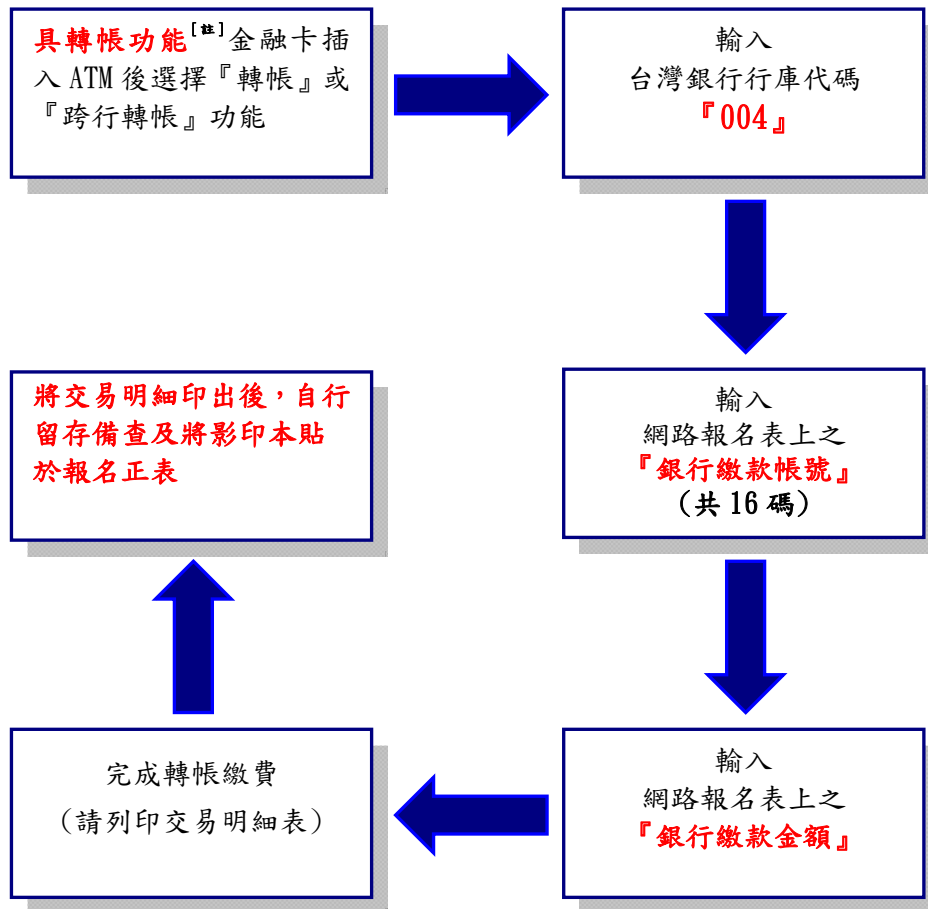 具轉帳功能[註]金融卡插
入 ATM 後選擇『轉帳』或
『跨行轉帳』功能
輸入
台灣銀行行庫代碼
『004』
輸入
網路報名表上之
『銀行繳款帳號』
(共 16 碼)
輸入
網路報名表上之
『銀行繳款金額』
完成轉帳繳費
(請列印交易明細表)
將交易明細印出後，自行
留存備查及將影印本貼
於報名正表